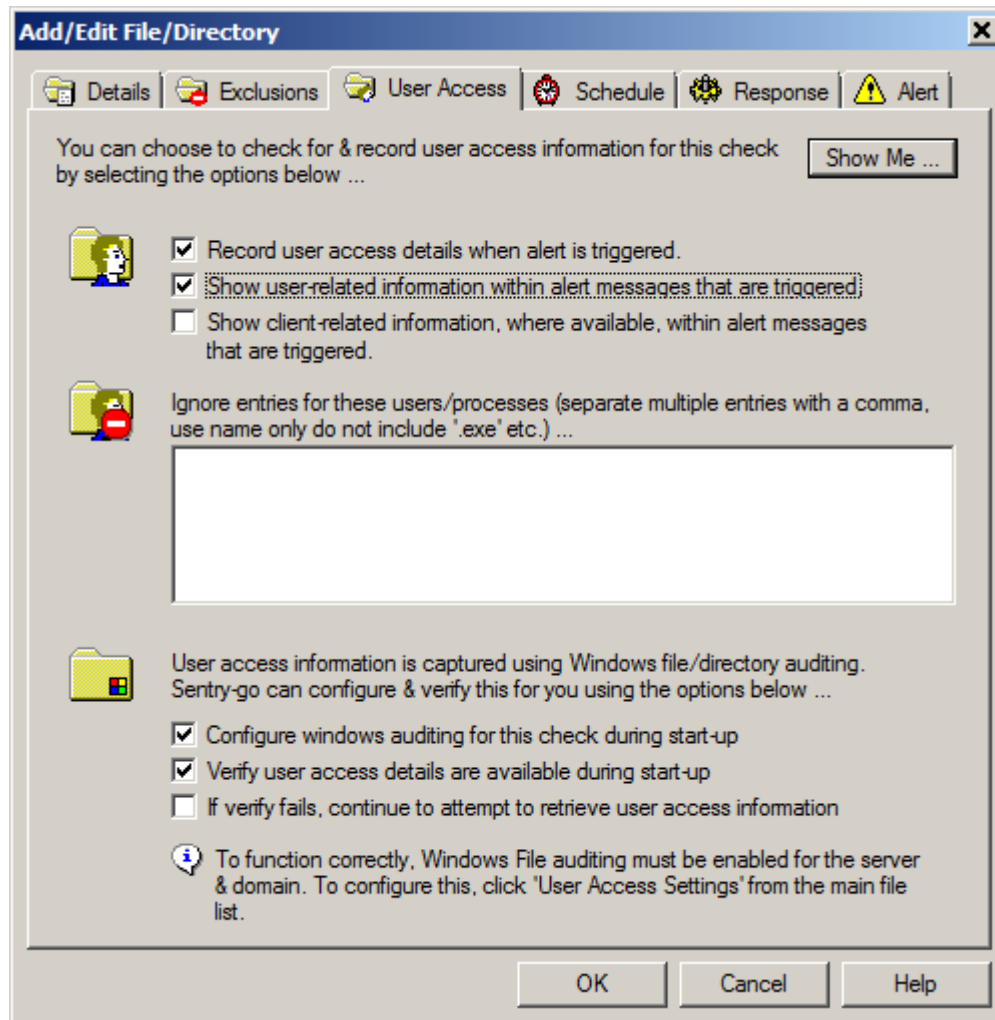 Add/Edit File/Directory
Details Exclusions User Access Schedule Response Alert
You can choose to check for & record user access information for this check
by selecting the options below ...
Show Me ...
Record user access details when alert is triggered.
Show user-related information within alert messages that are triggered
Show client-related information, where available, within alert messages
that are triggered.
Ignore entries for these users/processes (separate multiple entries with a comma,
use name only do not include '.exe' etc.) ...
User access information is captured using Windows file/directory auditing.
Sentry-go can configure & verify this for you using the options below ...
Configure windows auditing for this check during start-up
Verify user access details are available during start-up
If verify fails, continue to attempt to retrieve user access information
To function correctly, Windows File auditing must be enabled for the server
& domain. To configure this, click 'User Access Settings' from the main file
list.
OK Cancel Help